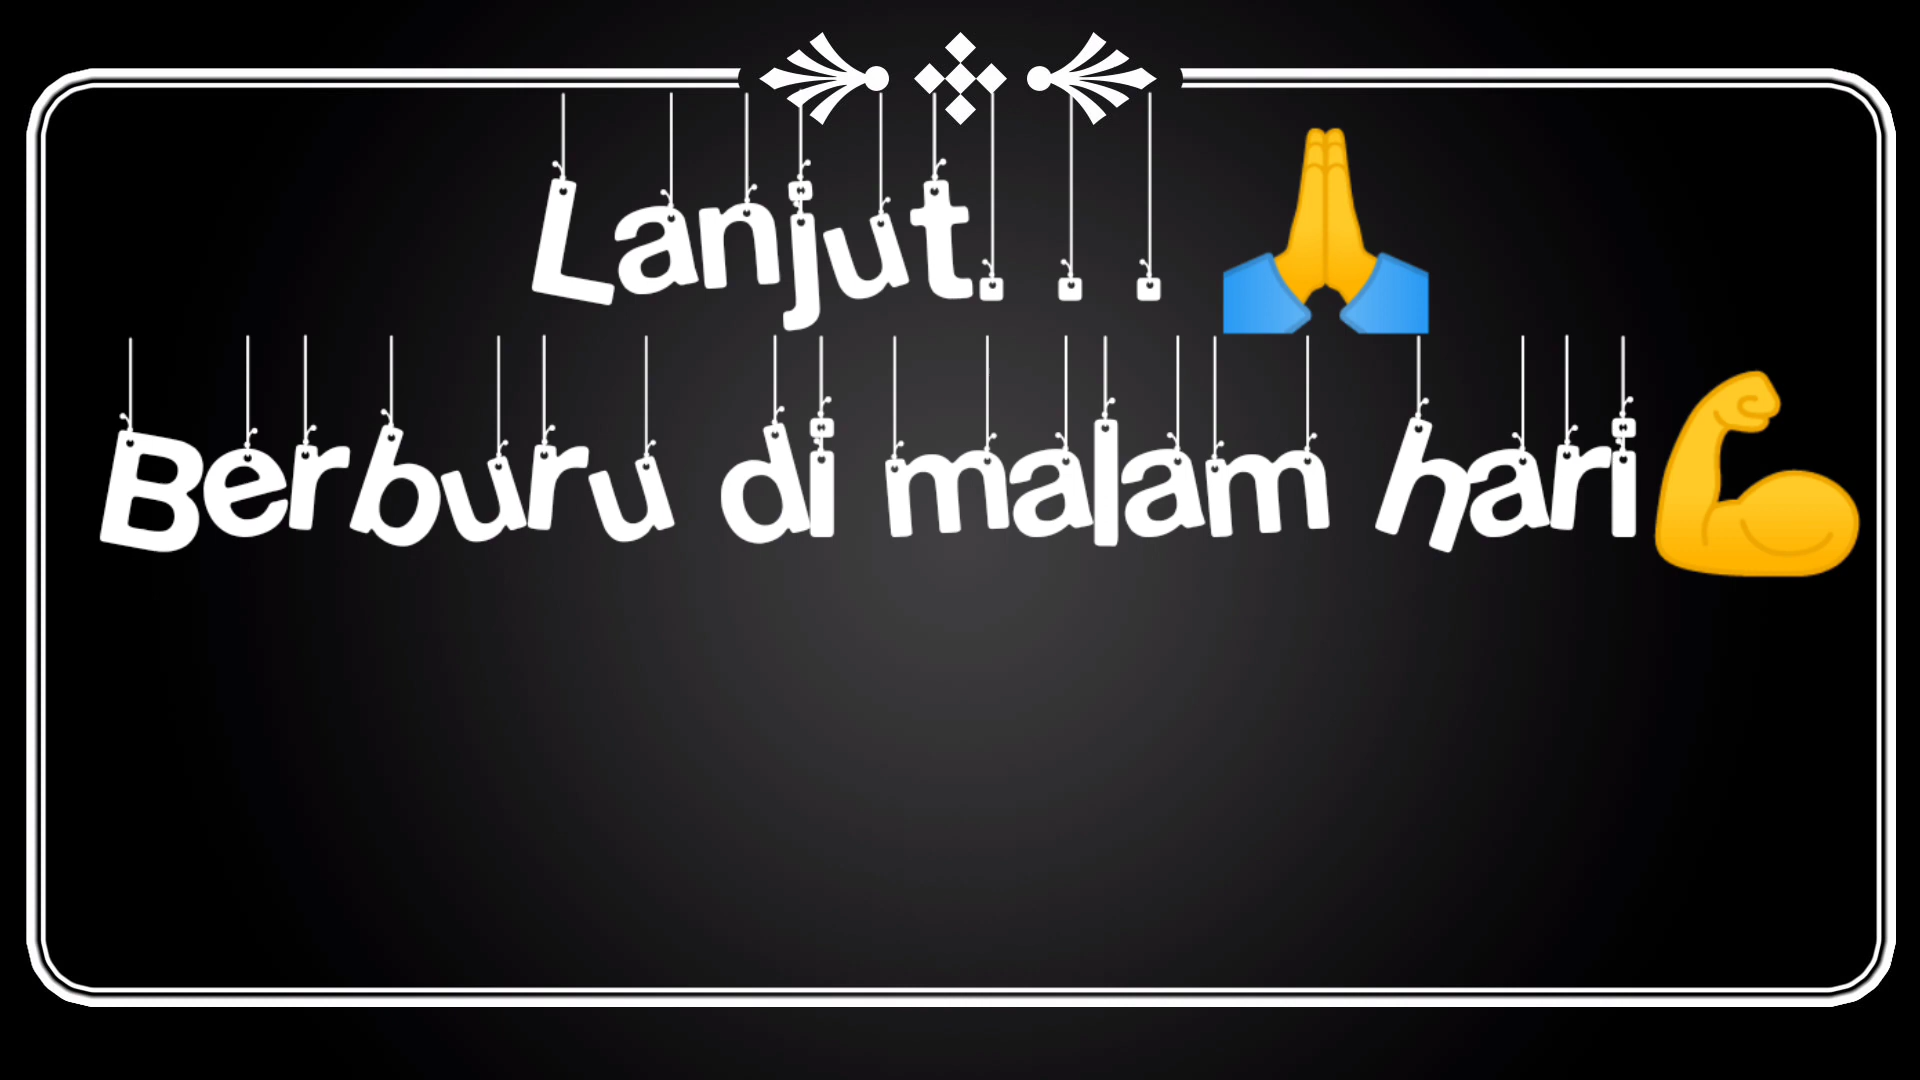 Lanjut. . . 🙏
Berburu di malam hari💪